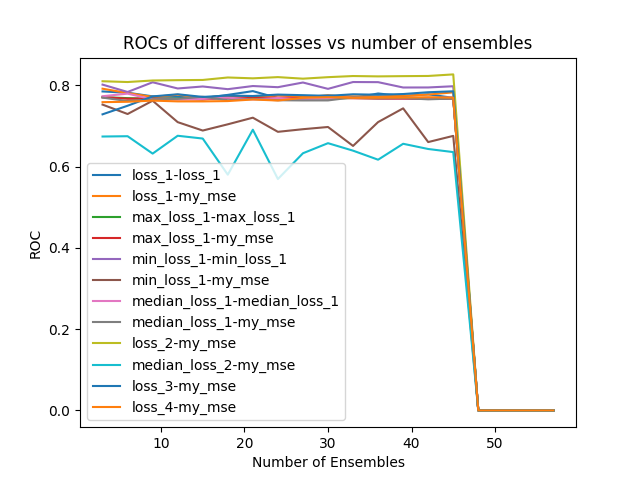 ROCs of different losses vs number of ensembles
ROC
0.8
0.6
0.4
0.2
0.0
loss_1-loss_1
loss_1-my_mse
max_loss_1-max_loss_1
max_loss_1-my_mse
min_loss_1-min_loss_1
min_loss_1-my_mse
median_loss_1-median_loss_1
median_loss_1-my_mse
loss_2-my_mse
median_loss_2-my_mse
loss_3-my_mse
loss_4-my_mse
10 20 30 40 50
Number of Ensembles